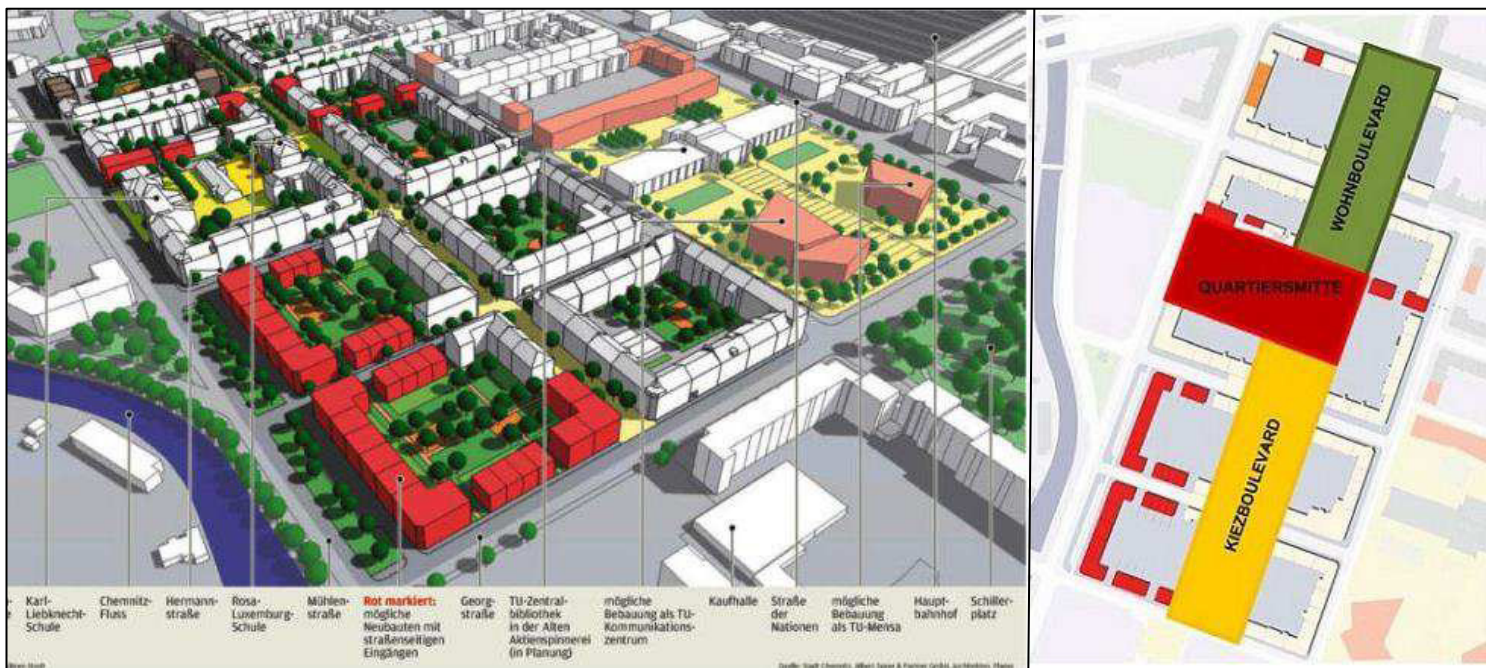 Karl-
Liebknecht-
Schule
Chemnitz-
Fluss
Hermann-
straße
Rosa-
Luxemburg-
Schule
Mühlen-
straße
Rot markiert:
mögliche
Neubauten mit
straßenseitigen
Eingängen
Georg-
straße
TU-Zentral-
bibliothek
in der Alten
Aktienspinnerei
(in Planung)
mögliche
Bebauung als TU-
Kommunikations-
zentrum
Kaufhalle
Straße
der
Nationen
mögliche
Bebauung
als TU-Mensa
Haupt-
bahnhof
Schiller-
platz
WOHNBOULEVARD
QUARTIERSMITTE
KIEZBOULEVARD